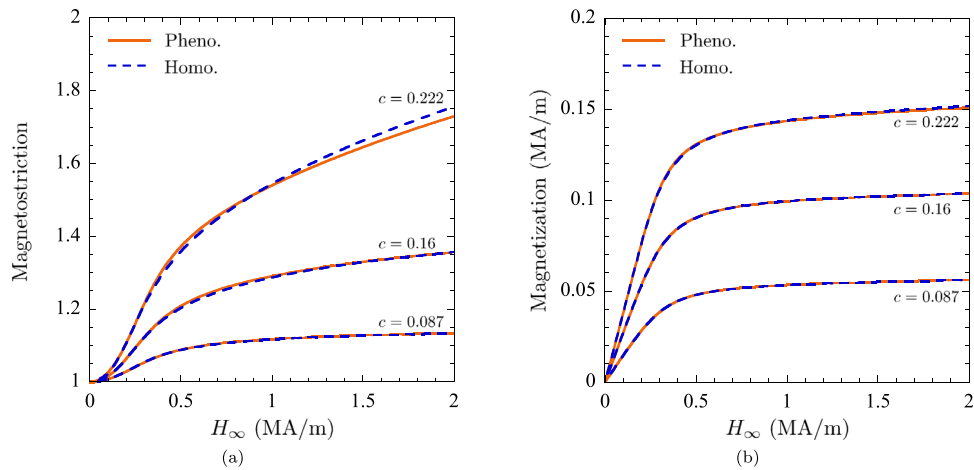 2
1.8
1.6
1.4
1.2
1
Magnetostriction
Pheno.
Homo.
c = 0.222
c = 0.16
c = 0.087
0
0.5
1
1.5
2
H∞ (MA/m)
(a)
0.2
0.15
0.1
0.05
0
Magnetization (MA/m)
Pheno.
Homo.
c = 0.222
c = 0.16
c = 0.087
0
0.5
1
1.5
2
H∞ (MA/m)
(b)